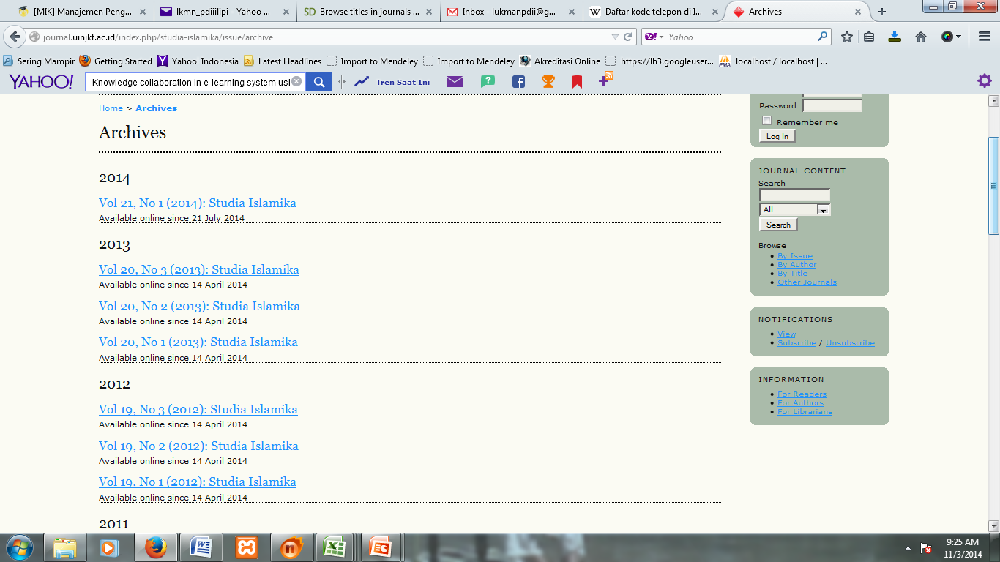 [MIK] Manajemen Peng...
lkmn_pdiiilipi - Yahoo ...
SD Browse titles in journals ...
Inbox - lukmanpdii@g...
W Daftar kode telepon di I...
Archives
journal.uinjkt.ac.id/index.php/studia-islamika/issue/archive
Yahoo
Sering Mampir
Getting Started
Yahoo! Indonesia
Latest Headlines
Import to Mendeley
Import to Mendeley
Akreditasi Online
https://lh3.googleuser...
PMA localhost / localhost | ...
YAHOO!
Knowledge collaboration in e-learning system usi
Tren Saat Ini
Home > Archives
Archives
2014
Vol 21, No 1 (2014): Studia Islamika
Available online since 21 July 2014
2013
Vol 20, No 3 (2013): Studia Islamika
Available online since 14 April 2014
Vol 20, No 2 (2013): Studia Islamika
Available online since 14 April 2014
Vol 20, No 1 (2013): Studia Islamika
Available online since 14 April 2014
2012
Vol 19, No 3 (2012): Studia Islamika
Available online since 14 April 2014
Vol 19, No 2 (2012): Studia Islamika
Available online since 14 April 2014
Vol 19, No 1 (2012): Studia Islamika
Available online since 14 April 2014
2011
Password
Remember me
Log In
JOURNAL CONTENT
Search
All
Search
Browse
By Issue
By Author
By Title
Other Journals
NOTIFICATIONS
View
Subscribe / Unsubscribe
INFORMATION
For Readers
For Authors
For Librarians
9:25 AM
11/3/2014